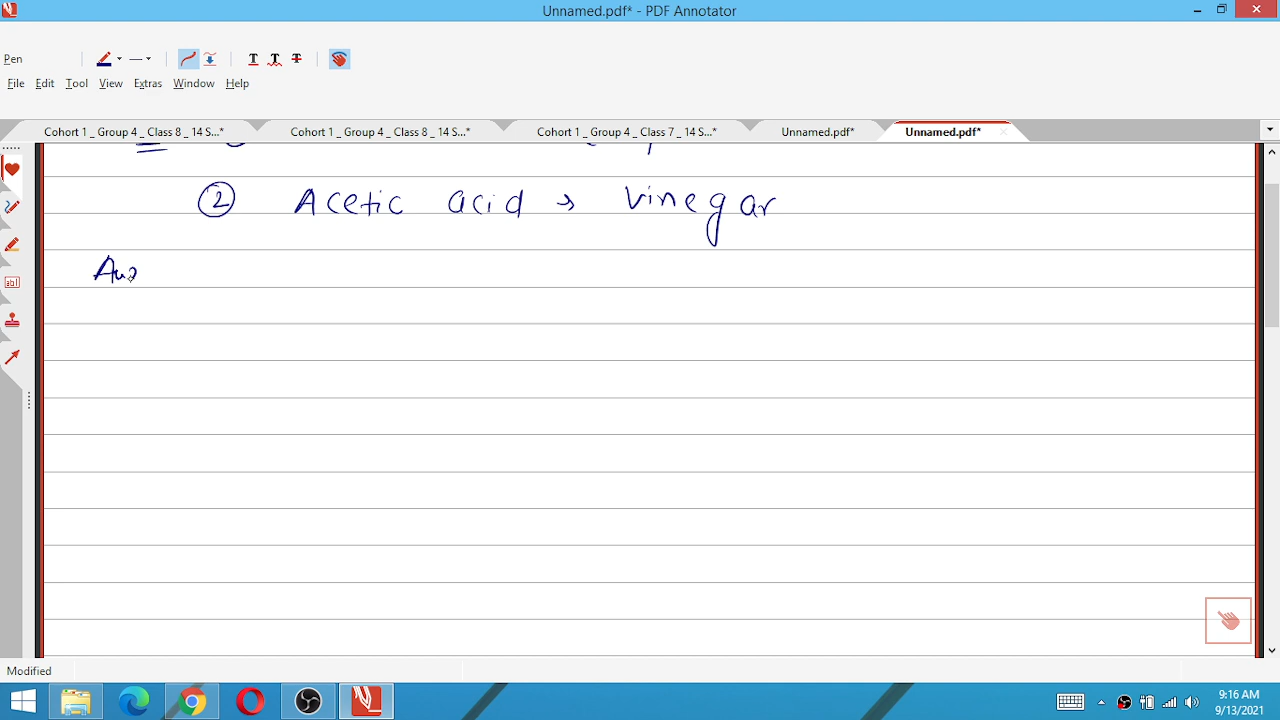 Unnamed.pdf* - PDF Annotator
Pen
File Edit Tool View Extras Window Help
Cohort 1 _ Group 4 _ Class 8 _ 14 S...* Cohort 1 _ Group 4 _ Class 8 _ 14 S...* Cohort 1 _ Group 4 _ Class 7 _ 14 S...* Unnamed.pdf* Unnamed.pdf*
② Acetic acid → Vinegar
Modified
9:16 AM
9/13/2021